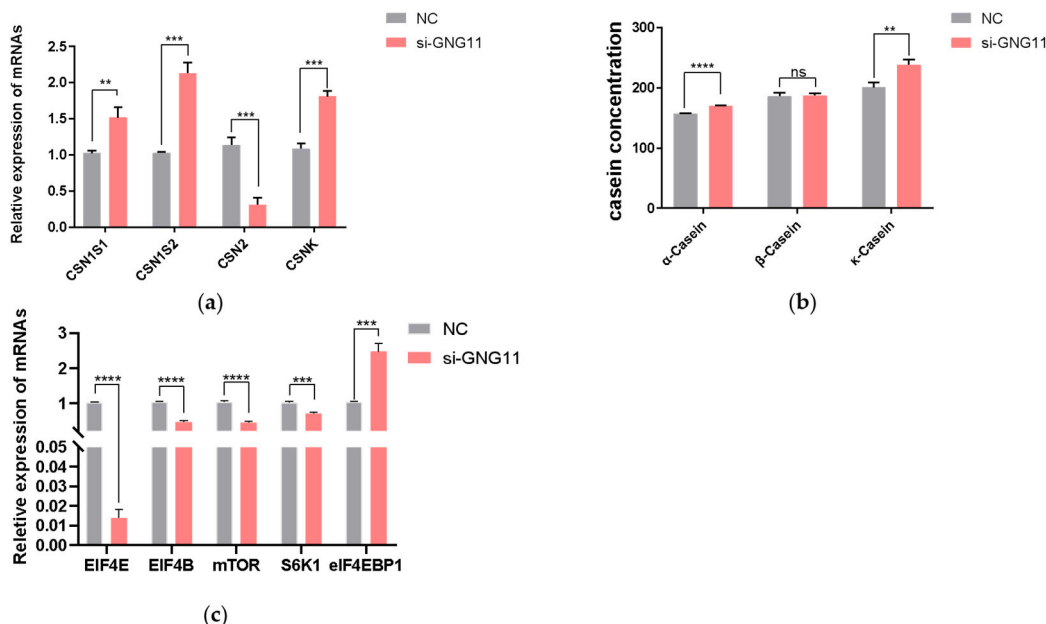 NC
si-GNG11
Relative expression of mRNAs
2.5
2.0
1.5
1.0
0.5
0.0
**
***
***
***
CSN1S1
CSN1S2
CSN2
CSNK
(a)
NC
si-GNG11
casein concentration
300
200
100
0
****
ns
**
α-Casein
β-Casein
κ-Casein
(b)
NC
si-GNG11
Reletive expression of mRNAs
3
2
1
0.05
0.04
0.03
0.02
0.01
0.00
****
****
****
***
***
EIF4E EIF4B mTOR S6K1 eIF4EBP1
(c)